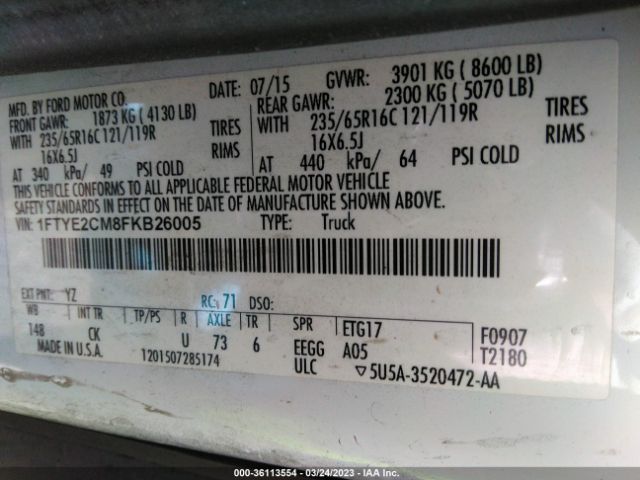 MFD. BY FORD MOTOR CO.
DATE: 07/15 GVWR: 3901 KG ( 8600 LB)
FRONT GAWR: 1873 KG ( 4130 LB)
WITH 235/65R16C 121/119R TIRES
16X6.5J RIMS
AT 340 kPa/ 49 PSI COLD
REAR GAWR: 2300 KG ( 5070 LB)
WITH 235/65R16C 121/119R TIRES
16X6.5J RIMS
AT 440 kPa/ 64 PSI COLD
THIS VEHICLE CONFORMS TO ALL APPLICABLE FEDERAL MOTOR VEHICLE
SAFETY STANDARDS IN EFFECT ON THE DATE OF MANUFACTURE SHOWN ABOVE.
VIN: 1FTYE2CM8FKB26005 TYPE: Truck
EXT PNT: YZ RC: 71 DSO:
WB INT TR TP/PS R AXLE TR SPR ETG17 F0907
148 CK U 73 6 EEGG A05 T2180
MADE IN U.S.A. 1201507285174 ULC ▽5U5A-3520472-AA
000-36113554 / 03/24/2023 / IAA Inc.